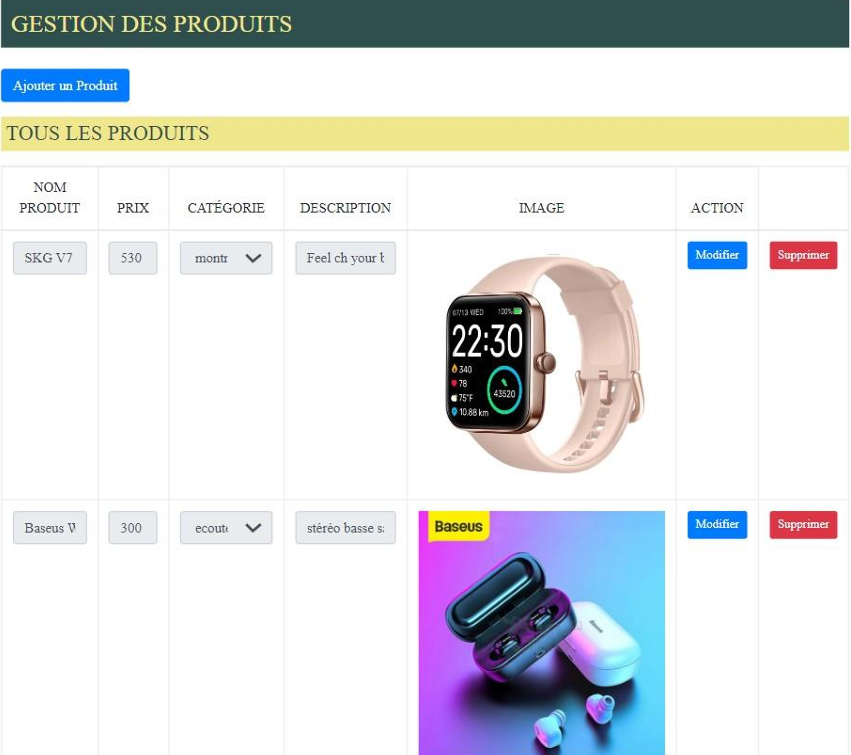 GESTION DES PRODUITS
Ajouter un Produit
TOUS LES PRODUITS
NOM
PRODUIT
PRIX
CATÉGORIE
DESCRIPTION
IMAGE
ACTION
SKG V7
530
montr
Feel ch your b
Modifier
Supprimer
07/13 WED 100%
22:30
340
78
75°F
43520
10.88 km
Baseus W
300
ecoute
stéréo basse sa
Baseus
Modifier
Supprimer
Baseus